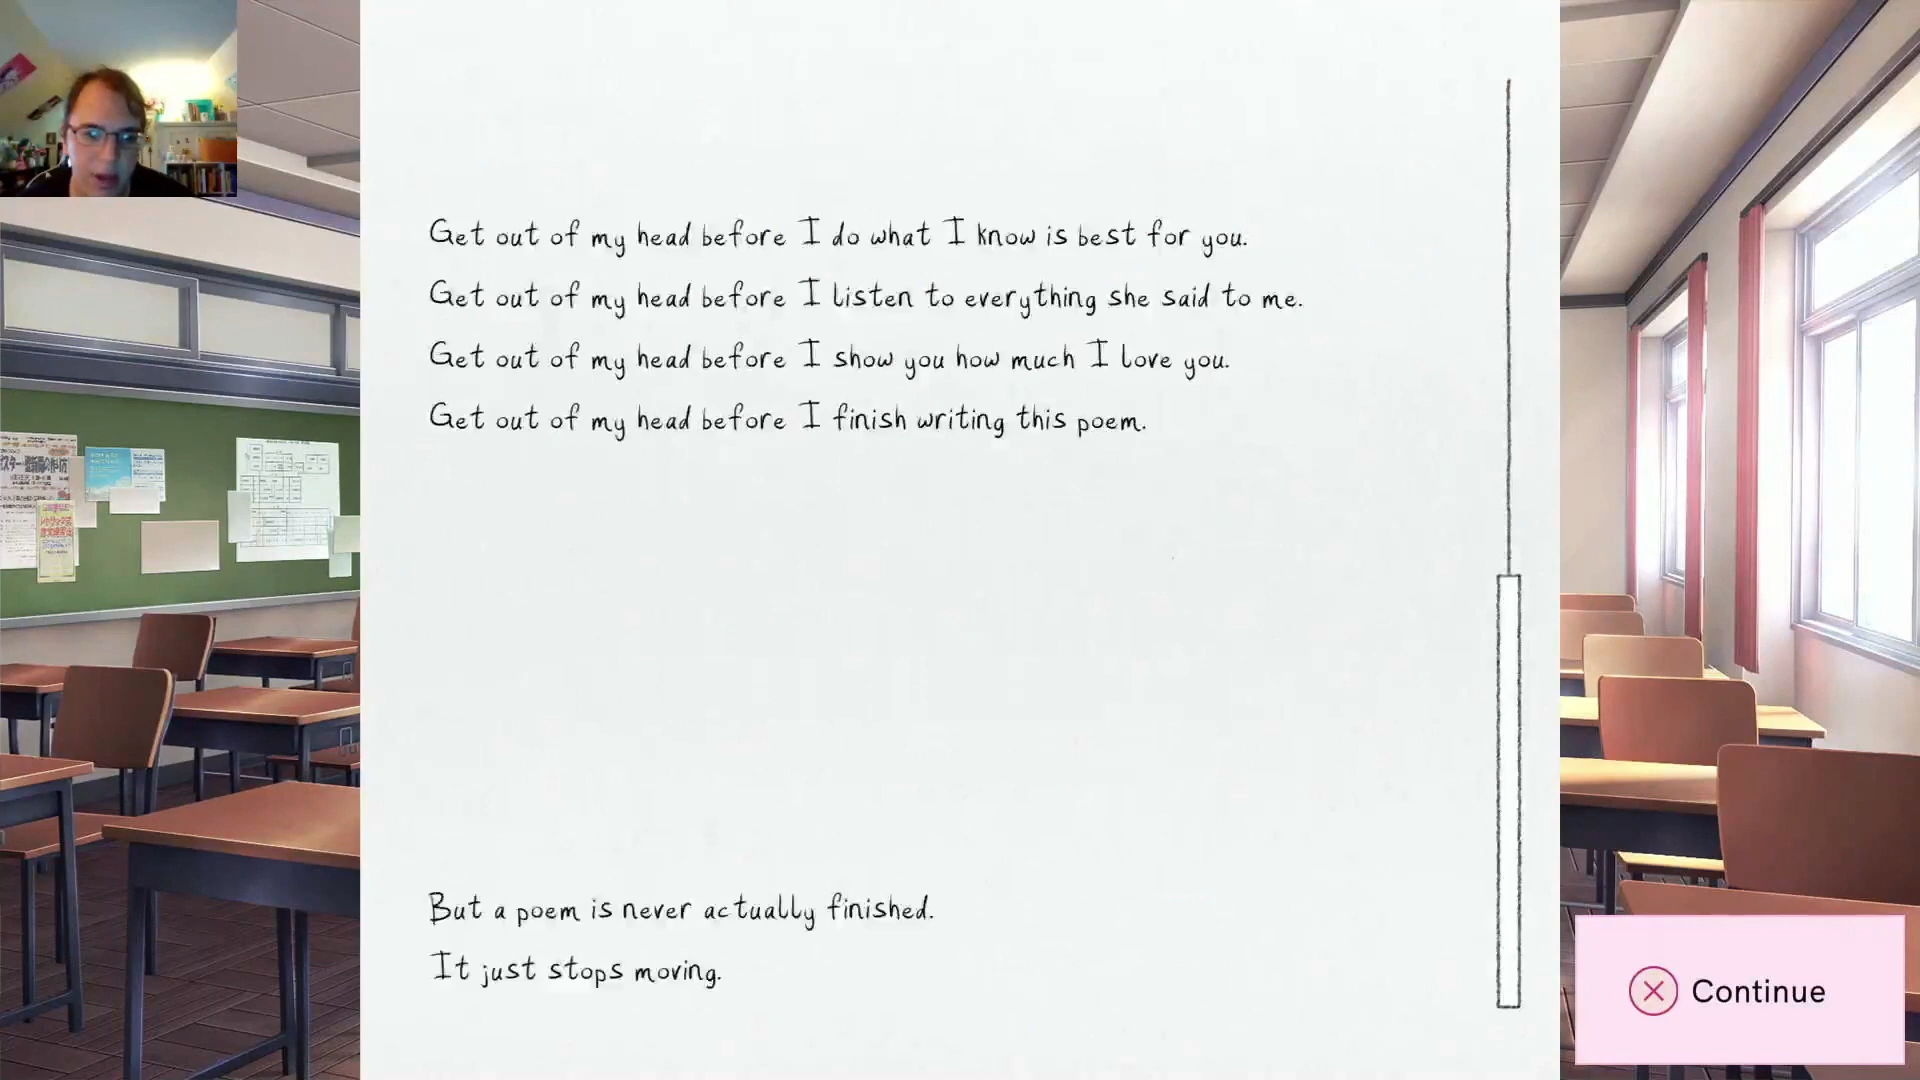 Get out of my head before I do what I know is best for you.
Get out of my head before I listen to everything she said to me.
Get out of my head before I show you how much I love you.
Get out of my head before I finish writing this poem.
But a poem is never actually finished.
It just stops moving.
Continue